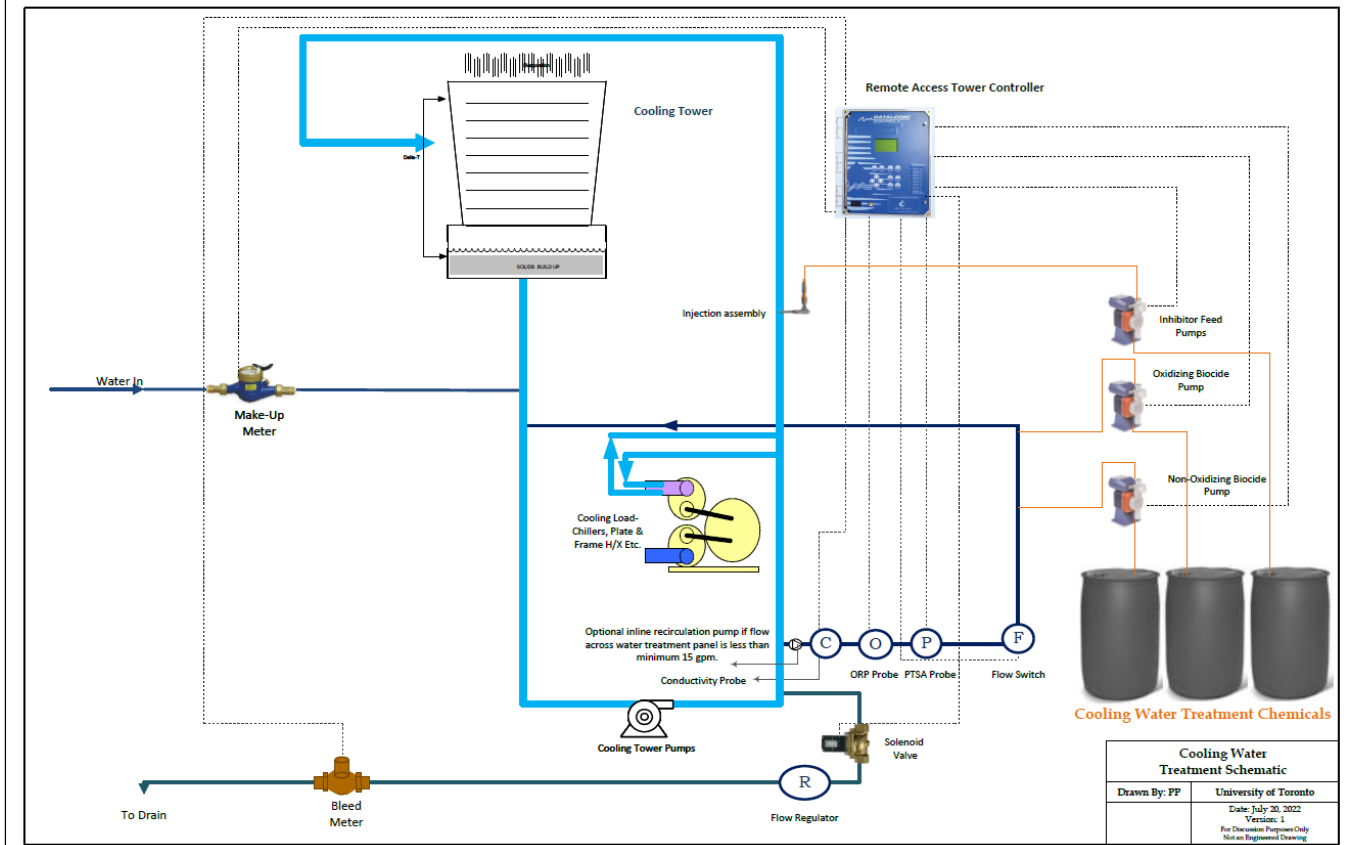 Evaporation
Cooling Tower
Delta-T
SOLIDS BUILD UP
Remote Access Tower Controller
DATALOGIC
Injection assembly
Inhibitor Feed
Pumps
Water In
Make-Up
Meter
Oxidizing Biocide
Pump
Non-Oxidizing Biocide
Pump
Cooling Load-
Chillers, Plate &
Frame H/X Etc.
Optional inline recirculation pump if flow
across water treatment panel is less than
minimum 15 gpm.
C
O
P
F
Conductivity Probe
ORP Probe
PTSA Probe
Flow Switch
Cooling Tower Pumps
Solenoid
Valve
Cooling Water Treatment Chemicals
R
Flow Regulator
To Drain
Bleed
Meter
Cooling Water
Treatment Schematic
Drawn By: PP
University of Toronto
Date: July 20, 2022
Version: 1
For Discussion Purposes Only
Not an Engineered Drawing